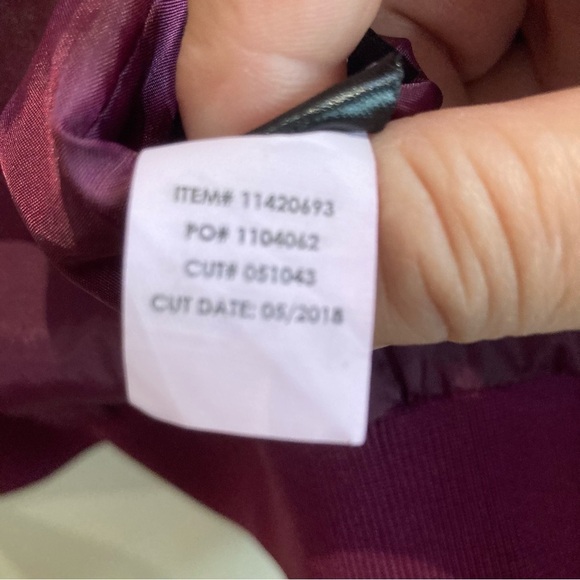 ITEM# 11420693
PO# 1104062
CUT# 051043
CUT DATE: 05/2018